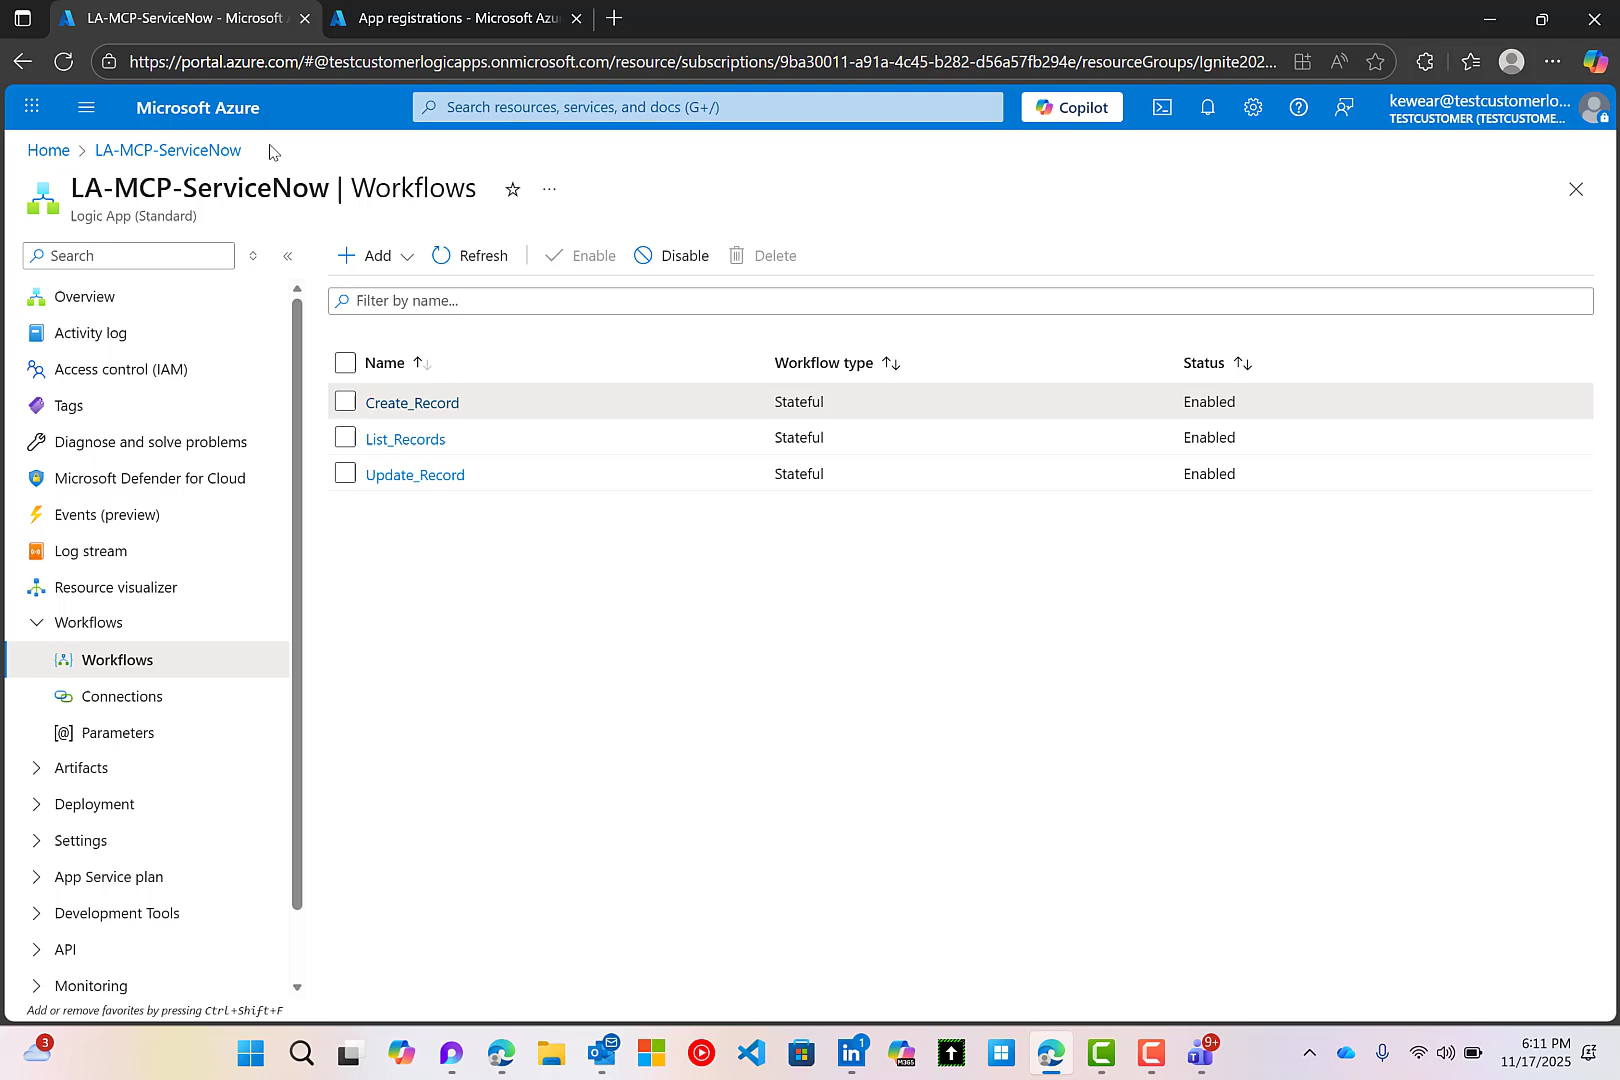 LA-MCP-ServiceNow - Microsoft
App registrations - Microsoft Azu
https://portal.azure.com/#@testcustomerlogicapps.onmicrosoft.com/resource/subscriptions/9ba30011-a91a-4c45-b282-d56a57fb294e/resourceGroups/Ignite202...
Microsoft Azure
Search resources, services, and docs (G+/)
Copilot
kewear@testcustomerlo...
TESTCUSTOMER (TESTCUSTOME...
Home > LA-MCP-ServiceNow
LA-MCP-ServiceNow | Workflows
Logic App (Standard)
Search
Add
Refresh
Enable
Disable
Delete
Overview
Activity log
Access control (IAM)
Tags
Diagnose and solve problems
Microsoft Defender for Cloud
Events (preview)
Log stream
Resource visualizer
Workflows
Workflows
Connections
[@] Parameters
Artifacts
Deployment
Settings
App Service plan
Development Tools
API
Monitoring
Add or remove favorites by pressing Ctrl+Shift+F
Filter by name...
Name Workflow type Status
Create_Record Stateful Enabled
List_Records Stateful Enabled
Update_Record Stateful Enabled
3
M365
1
9+
6:11 PM
11/17/2025